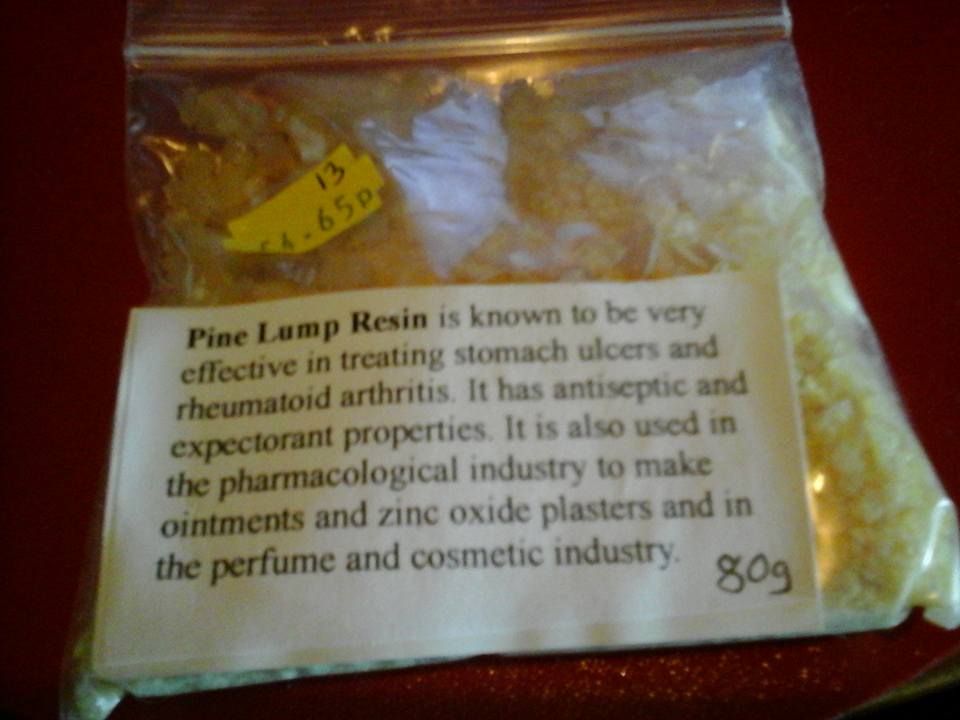 13
.65p
Pine Lump Resin is known to be very
effective in treating stomach ulcers and
rheumatoid arthritis. It has antiseptic and
expectorant properties. It is also used in
the pharmacological industry to make
ointments and zinc oxide plasters and in
the perfume and cosmetic industry.
80g